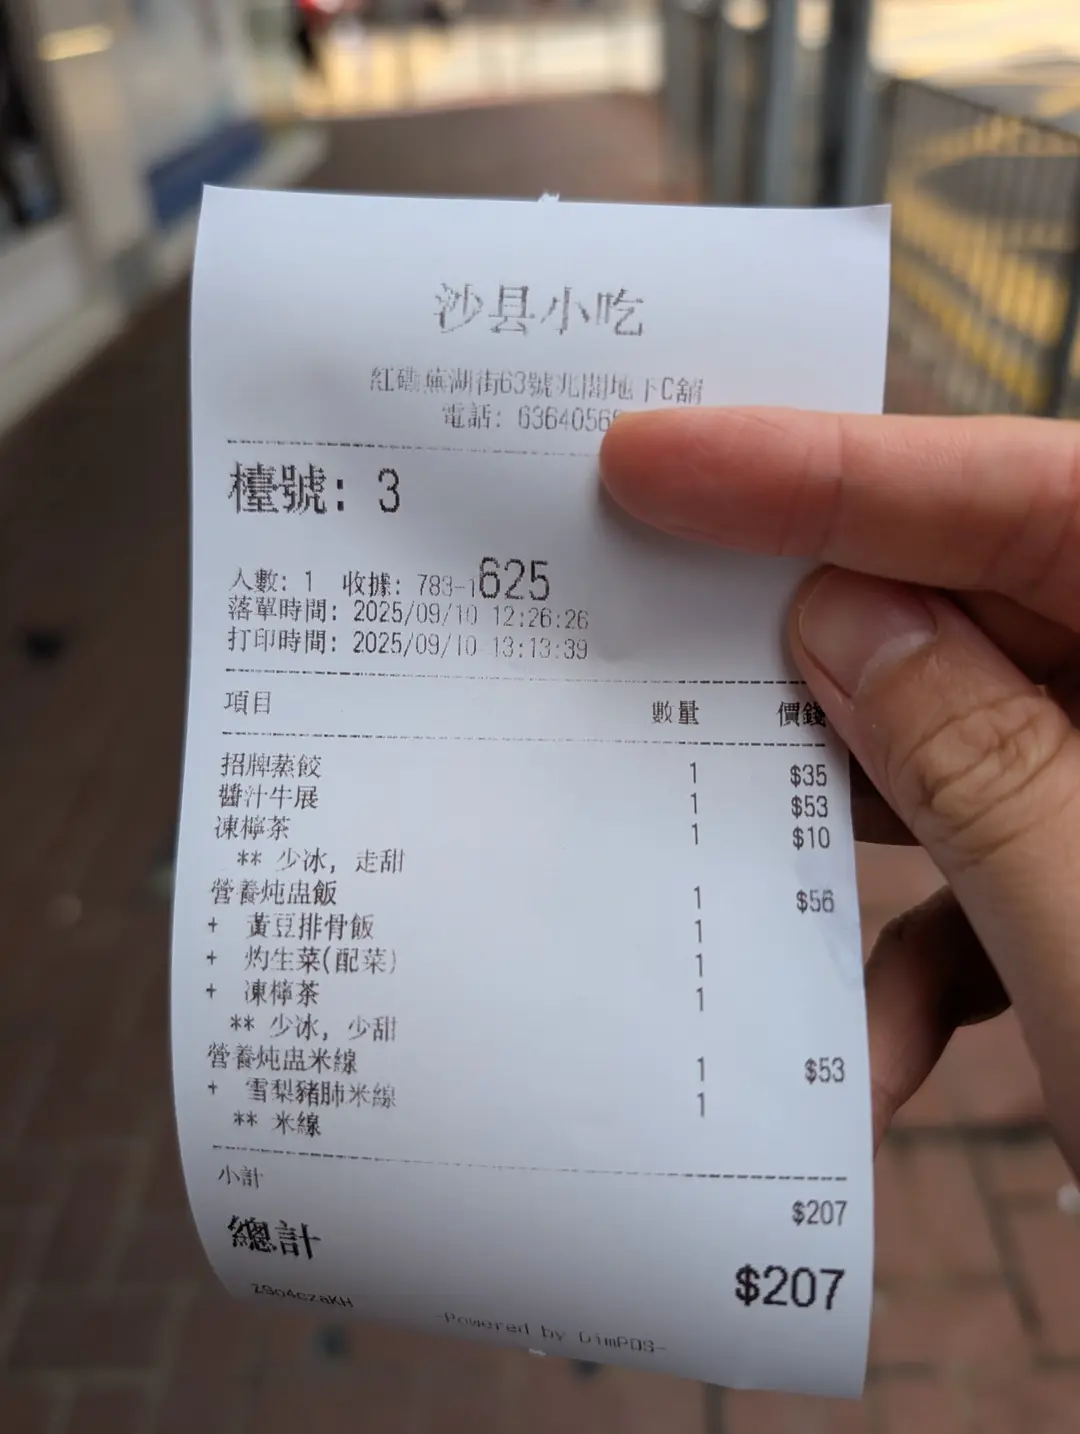 沙县小吃
紅磡蕪湖街63號兆閣地下C舖
電話: 6364056
檯號: 3
人數: 1 收據: 783-1625
落單時間: 2025/09/10 12:26:26
打印時間: 2025/09/10 13:13:39
項目 數量 價錢
招牌蒸餃 1 $35
醬汁牛展 1 $53
凍檸茶 1 $10
** 少冰, 走甜
營養炖盅飯 1 $56
+ 黃豆排骨飯 1
+ 灼生菜(配菜) 1
+ 凍檸茶 1
** 少冰, 少甜
營養炖盅米線 1 $53
+ 雪梨豬肺米線 1
** 米線
小計 $207
總計 $207
Z9o4czaKH
-Powered by DimPOS-